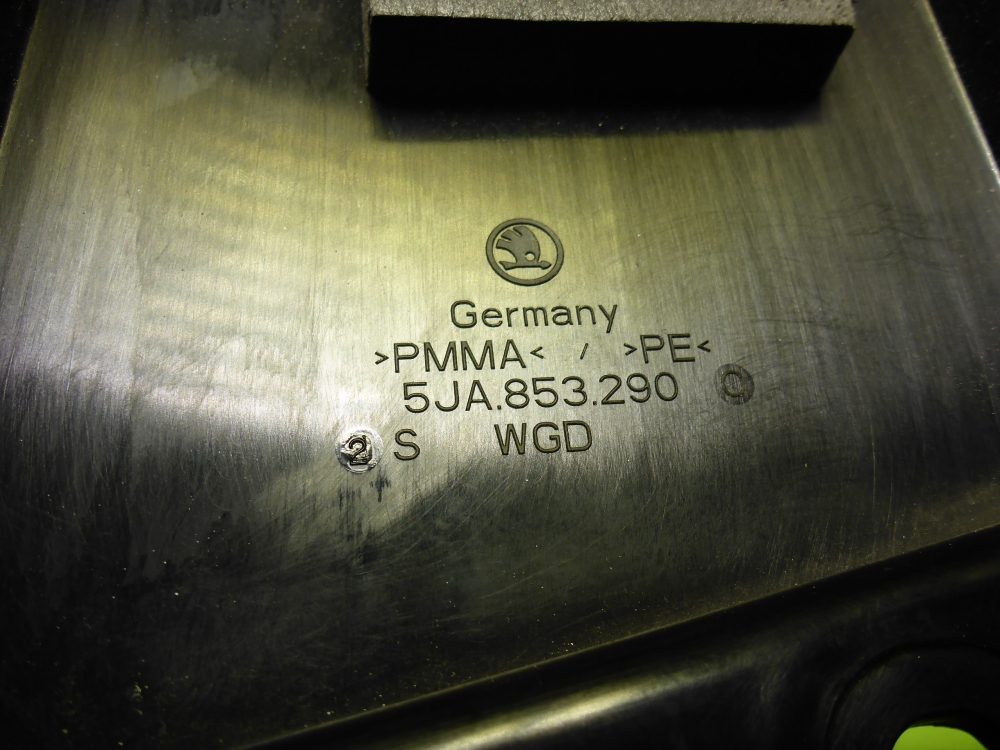 Germany
>PMMA< / >PE<
5JA.853.290 C
2 S WGD